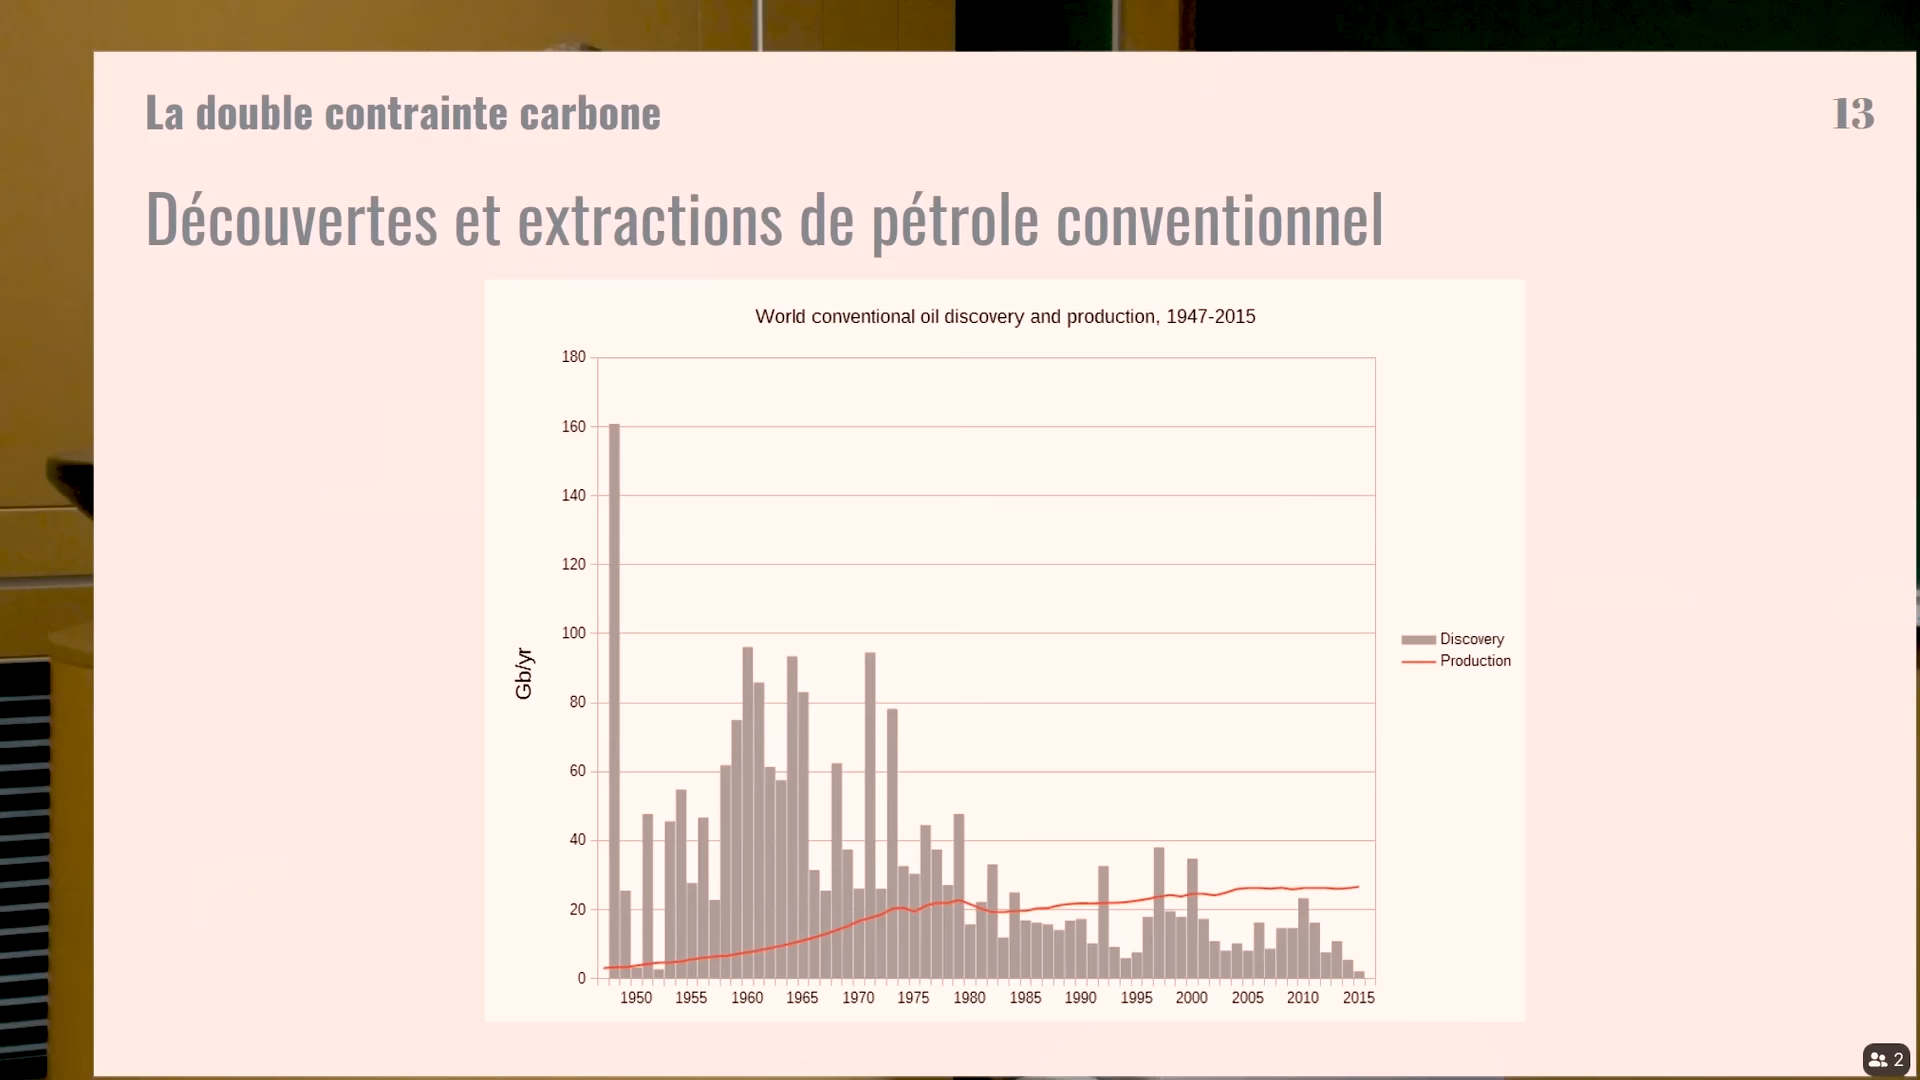 La double contrainte carbone
13
Découvertes et extractions de pétrole conventionnel
World conventional oil discovery and production, 1947-2015
180
160
140
120
100
80
60
40
20
0
Gb/yr
1950 1955 1960 1965 1970 1975 1980 1985 1990 1995 2000 2005 2010 2015
Discovery
Production
2